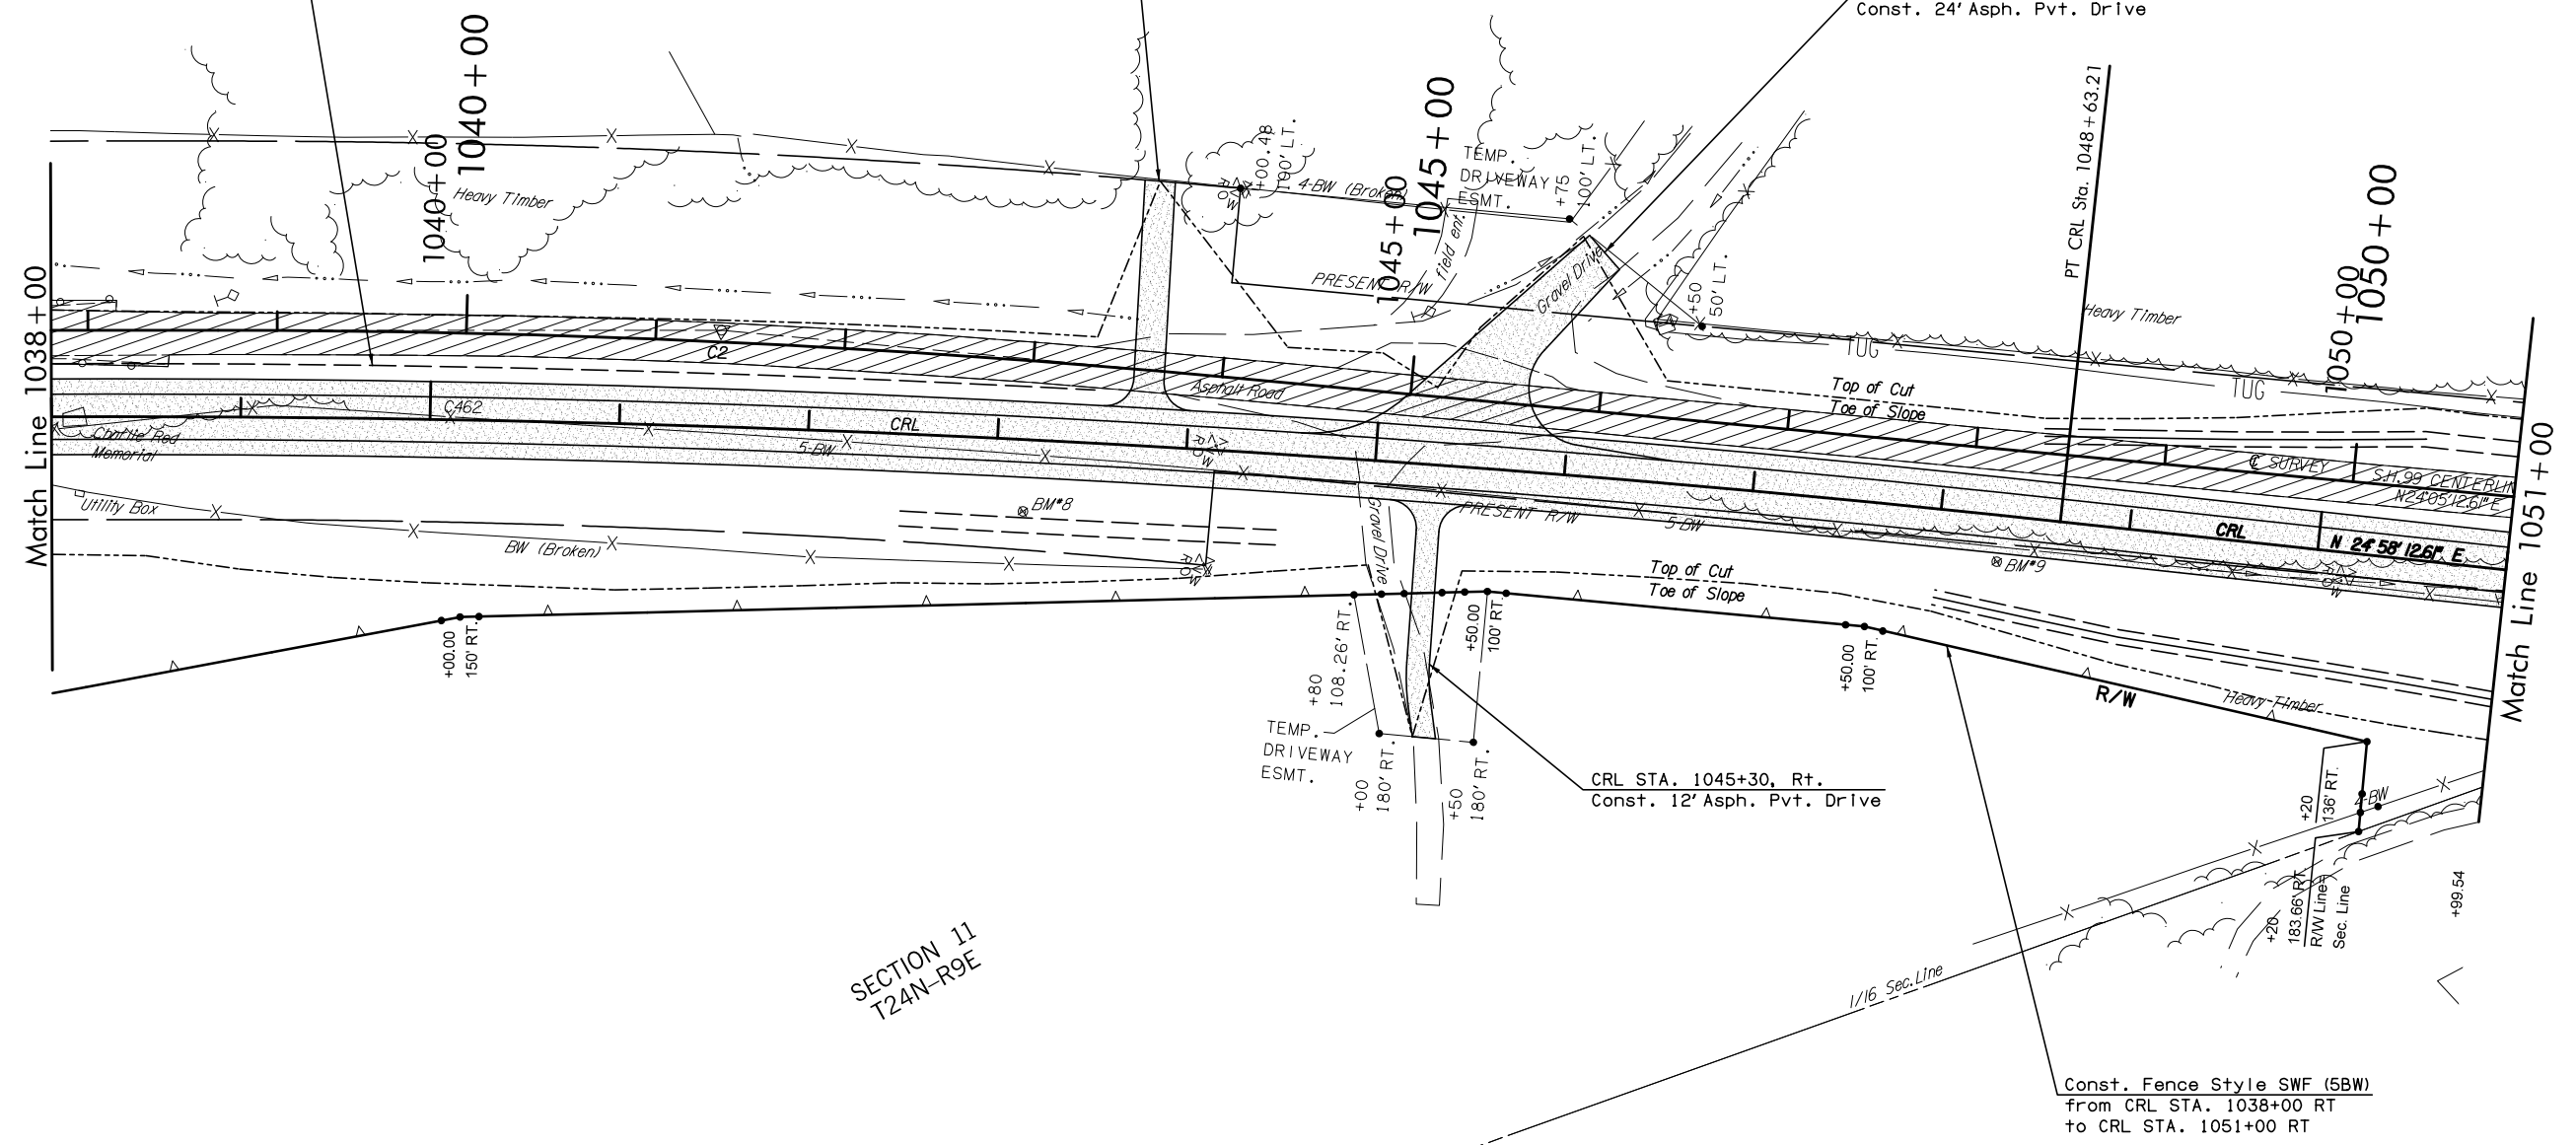 Const. 24' Asph. Pvt. Drive
1040+00
1040+00
Heavy Timber
+00.48
100' LT.
4-BW (Broken)
1045+00
1045+00
TEMP.
DRIVEWAY
ESMT.
+75
100' LT.
field ent.
PRESENT R/W
Gravel Drive
+50
50' LT.
PT CRL Sta. 1048+63.21
Heavy Timber
1050+00
1050+00
TUG
TUG
Match Line 1038+00
C2
Asphalt Road
Top of Cut
Toe of Slope
C462
CRL
5-BW
Memorial
Utility Box
BM#8
BW (Broken)
Gravel Drive
PRESENT R/W
5-BW
BM#9
℄ SURVEY
S.H.99 CENTERLIN
N24°05'12.61" E
CRL
N 24°58'12.61" E
Match Line 1051+00
Top of Cut
Toe of Slope
+00.00
150' RT.
+80
108.26' RT.
+50.00
100' RT.
+50.00
100' RT.
R/W
Heavy Timber
TEMP.
DRIVEWAY
ESMT.
+00
180' RT.
+50
180' RT.
CRL STA. 1045+30, Rt.
Const. 12' Asph. Pvt. Drive
+20
136' RT.
+20
183.66' RT.
R/W Line=
Sec. Line
+99.54
SECTION 11
T24N-R9E
1/16 Sec.Line
Const. Fence Style SWF (5BW)
from CRL STA. 1038+00 RT
to CRL STA. 1051+00 RT